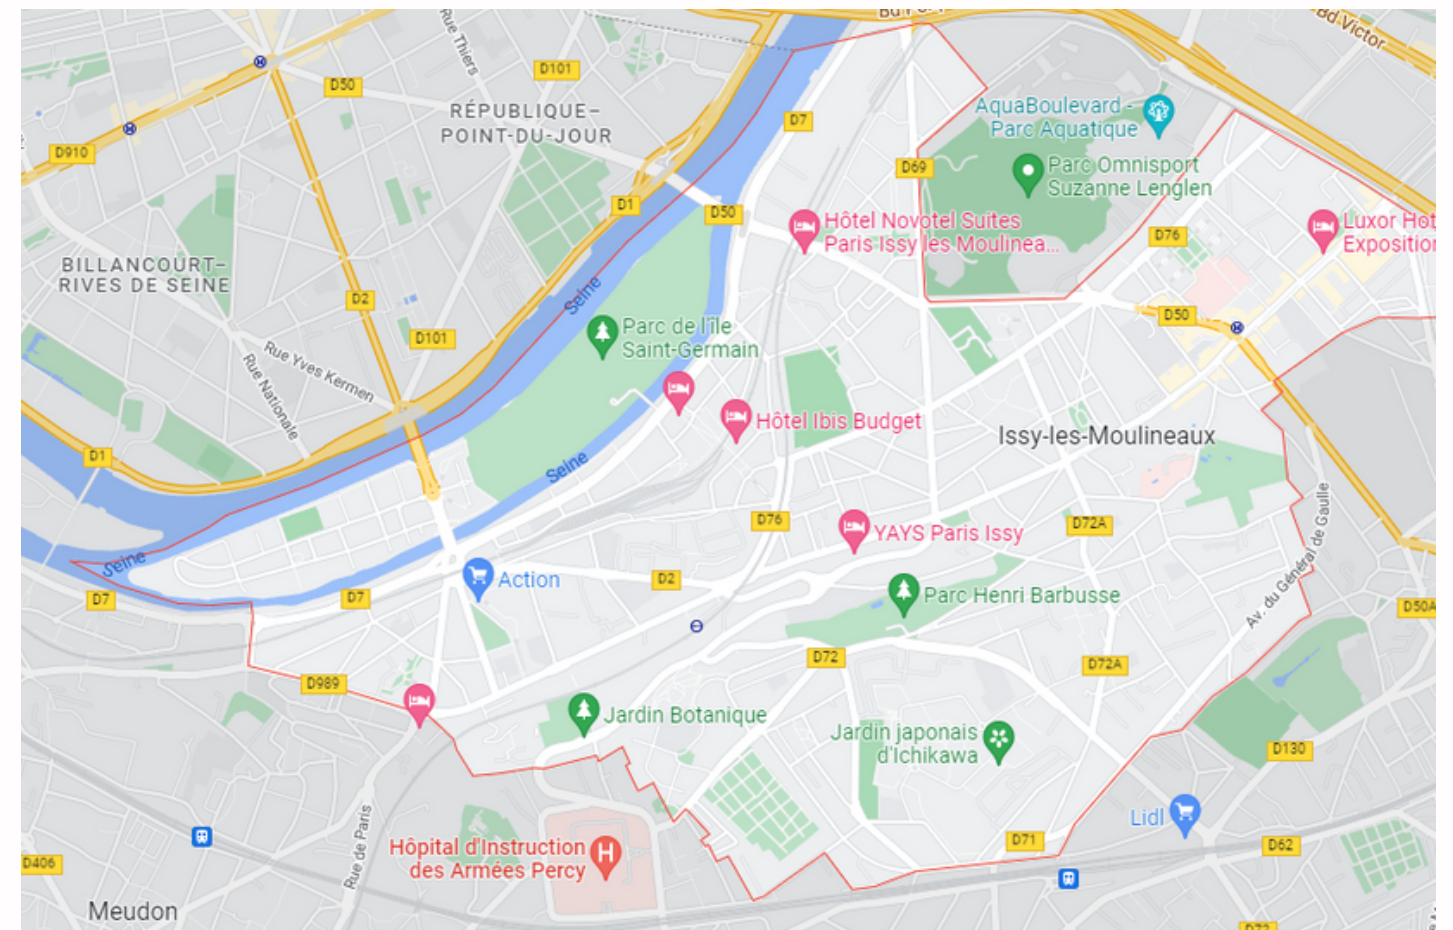 Bd Victor
Rue Thiers
D101
D50
AquaBoulevard -
Parc Aquatique
RÉPUBLIQUE–
POINT-DU-JOUR
D7
D910
D69
Parc Omnisport
Suzanne Lenglen
D1
D50
Hôtel Novotel Suites
Paris Issy les Moulinea...
D76
Luxor Hot
Exposition
BILLANCOURT–
RIVES DE SEINE
D2
Seine
D50
Parc de l'île
Saint-Germain
D101
Rue Yves Kermen
Rue Nationale
Hôtel Ibis Budget
Issy-les-Moulineaux
D1
Seine
D76
D72A
Av. du Général de Gaulle
YAYS Paris Issy
Seine
Action
D2
D7
D7
Parc Henri Barbusse
D50A
D72
D72A
D989
Jardin Botanique
Jardin japonais
d'Ichikawa
D130
Lidl
Rue de Paris
Hôpital d'Instruction
des Armées Percy
D71
D62
D406
Meudon